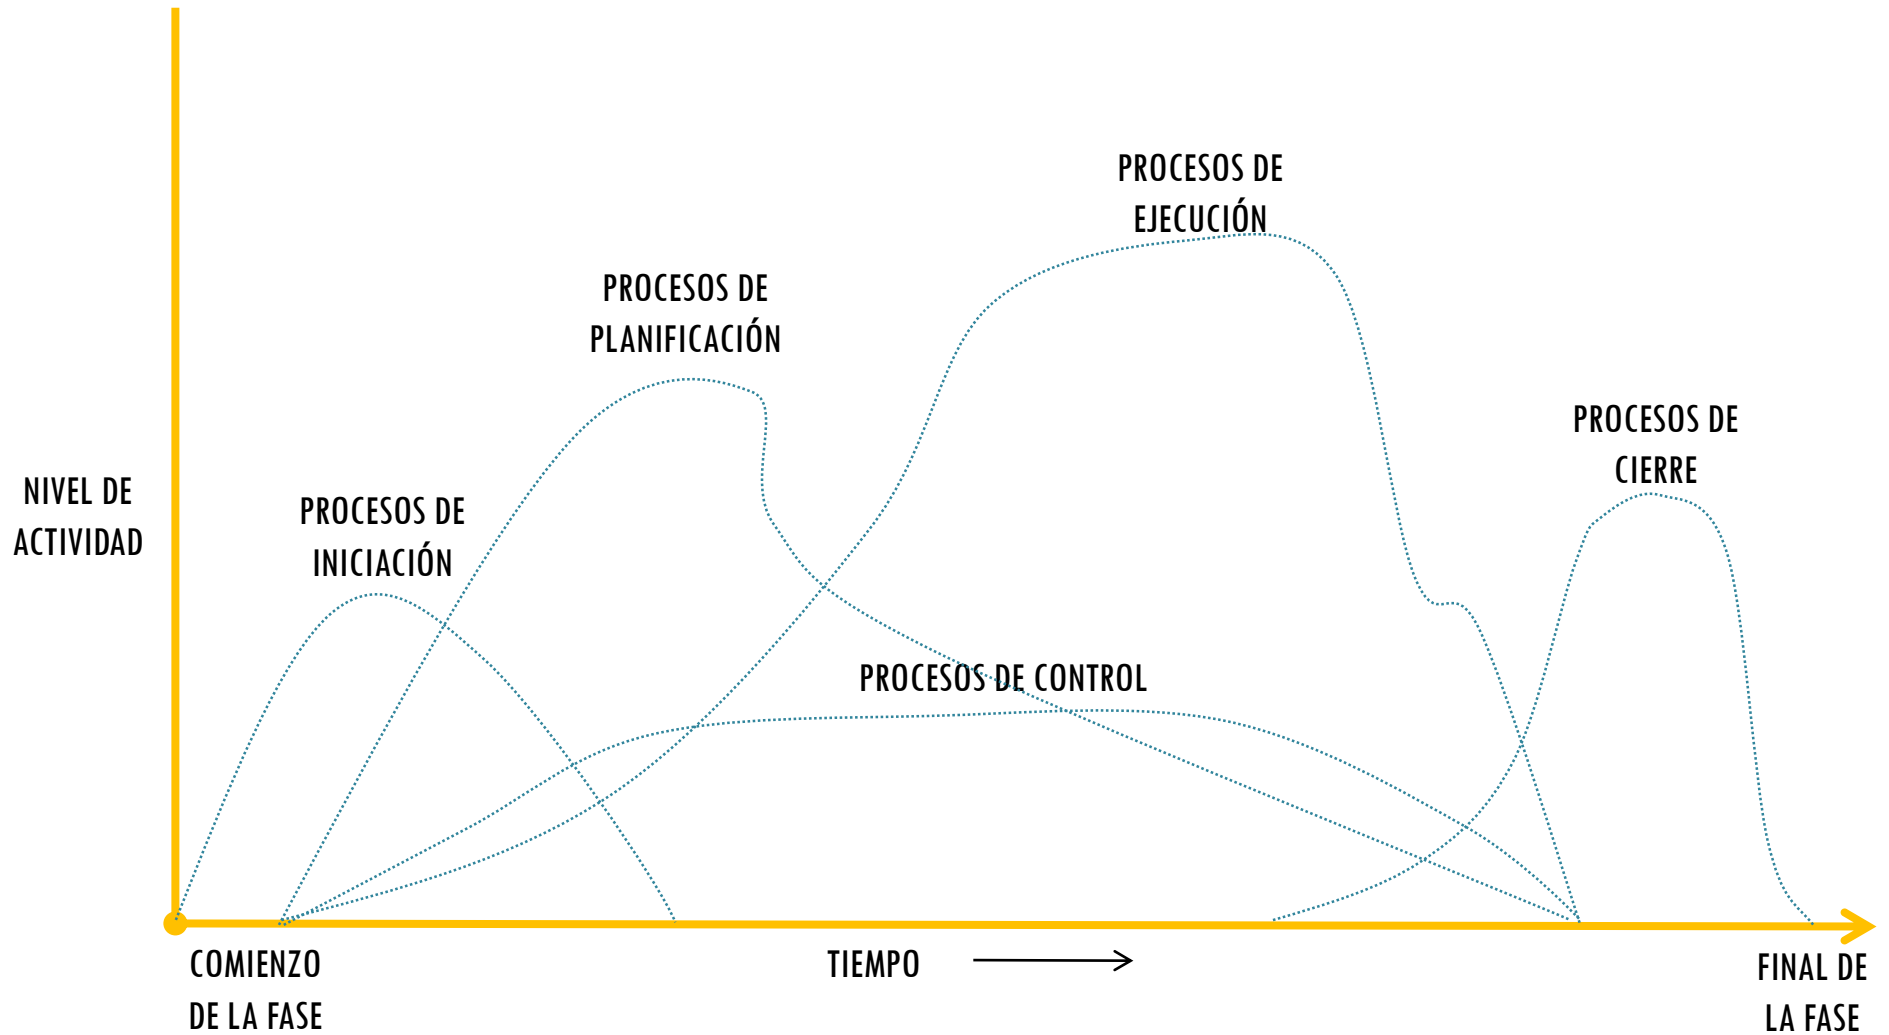 PROCESOS DE
EJECUCIÓN
PROCESOS DE
PLANIFICACIÓN
PROCESOS DE
CIERRE
NIVEL DE
ACTIVIDAD
PROCESOS DE
INICIACIÓN
PROCESOS DE CONTROL
COMIENZO
DE LA FASE
TIEMPO
FINAL DE
LA FASE